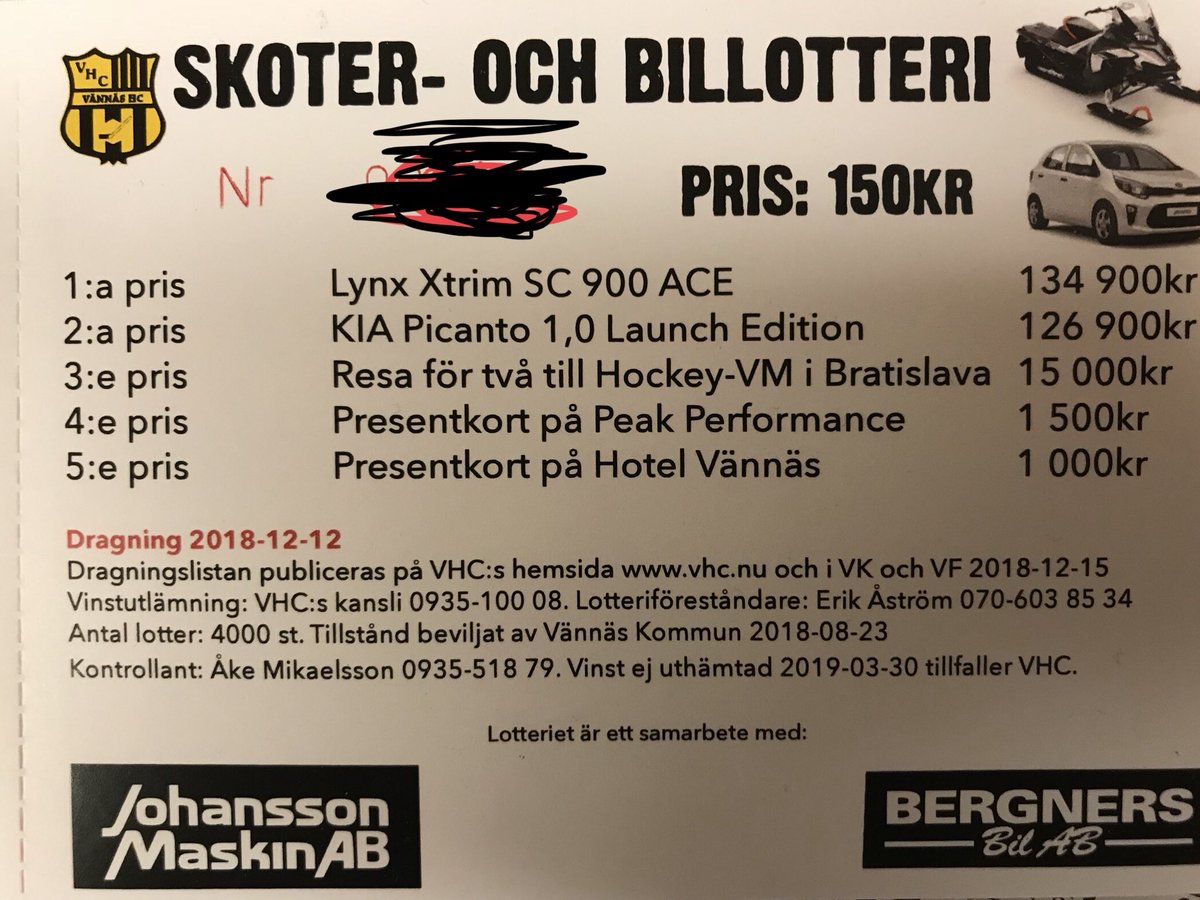 VHC
VÄNNÄS HC
SKOTER- OCH BILLOTTERI
Nr
PRIS: 150KR
1:a pris Lynx Xtrim SC 900 ACE 134 900kr
2:a pris KIA Picanto 1,0 Launch Edition 126 900kr
3:e pris Resa för två till Hockey-VM i Bratislava 15 000kr
4:e pris Presentkort på Peak Performance 1 500kr
5:e pris Presentkort på Hotel Vännäs 1 000kr
Dragning 2018-12-12
Dragningslistan publiceras på VHC:s hemsida www.vhc.nu och i VK och VF 2018-12-15
Vinstutlämning: VHC:s kansli 0935-100 08. Lotteriföreståndare: Erik Åström 070-603 85 34
Antal lotter: 4000 st. Tillstånd beviljat av Vännäs Kommun 2018-08-23
Kontrollant: Åke Mikaelsson 0935-518 79. Vinst ej uthämtad 2019-03-30 tillfaller VHC.
Lotteriet är ett samarbete med:
Johansson
Maskin AB
BERGNERS
Bil AB